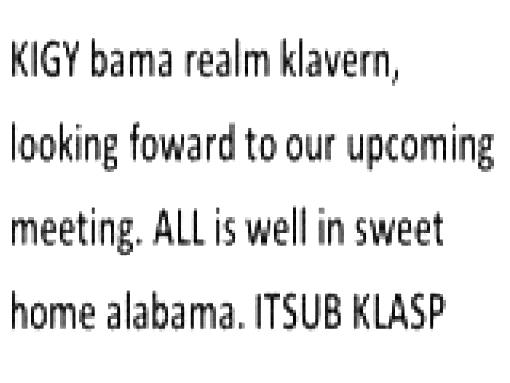 KIGY bama realm klavern,
looking foward to our upcoming
meeting. ALL is well in sweet
home alabama. ITSUB KLASP